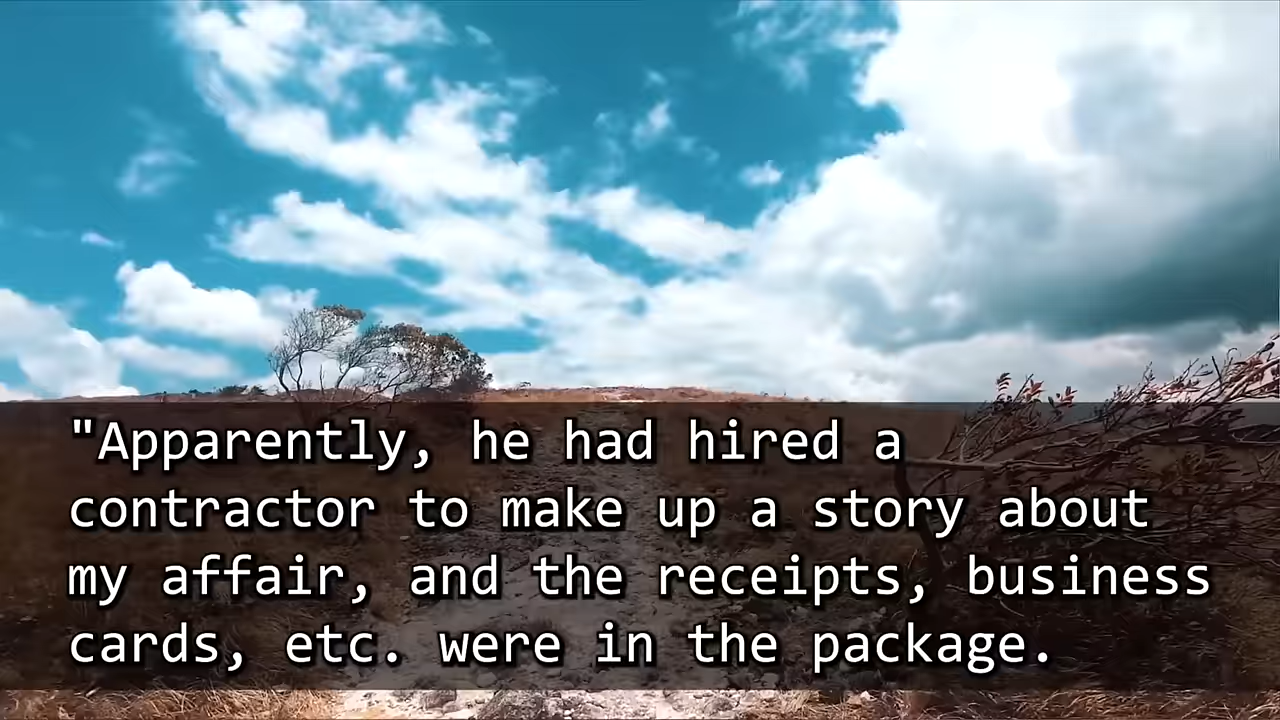 "Apparently, he had hired a
contractor to make up a story about
my affair, and the receipts, business
cards, etc. were in the package.